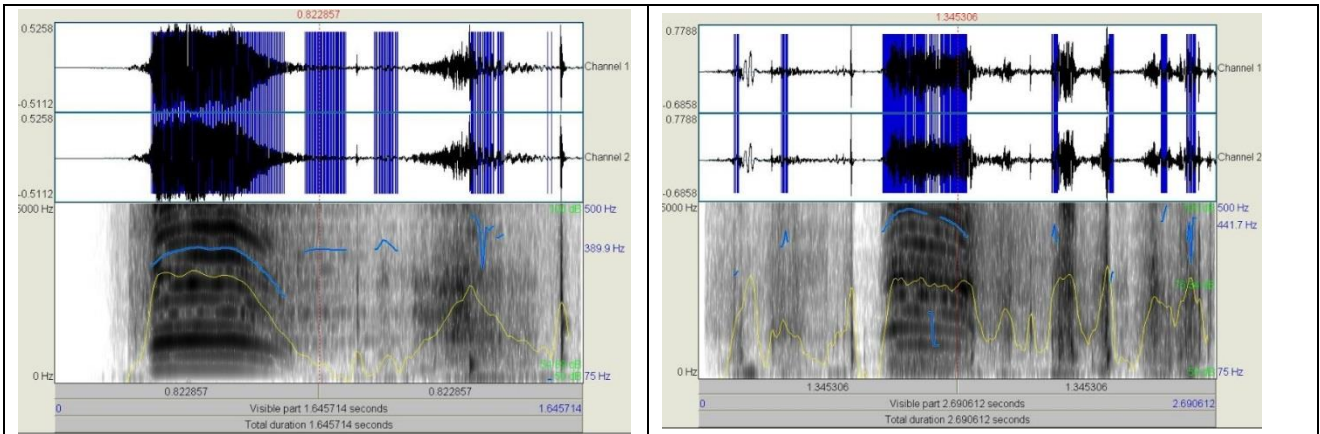 0.822857
0.5258
Channel 1
-0.5112
0.5258
Channel 2
-0.5112
5000 Hz
500 Hz
389.9 Hz
0 Hz
75 Hz
0.822857
0.822857
0
Visible part 1.645714 seconds
1.645714
Total duration 1.645714 seconds
1.345306
0.7788
Channel 1
-0.6858
0.7788
Channel 2
-0.6858
5000 Hz
500 Hz
441.7 Hz
0 Hz
75 Hz
1.345306
1.345306
0
Visible part 2.690612 seconds
2.690612
Total duration 2.690612 seconds